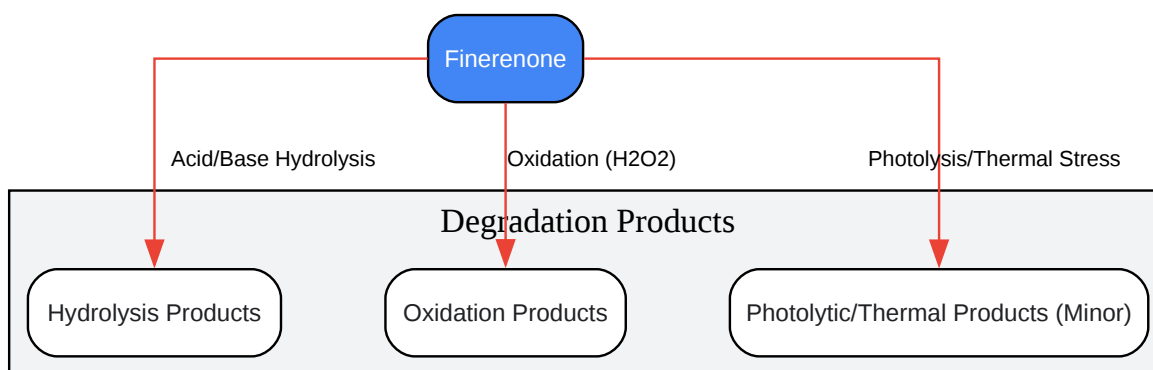 Finerenone
Acid/Base Hydrolysis
Oxidation (H2O2)
Photolysis/Thermal Stress
Degradation Products
Hydrolysis Products
Oxidation Products
Photolytic/Thermal Products (Minor)